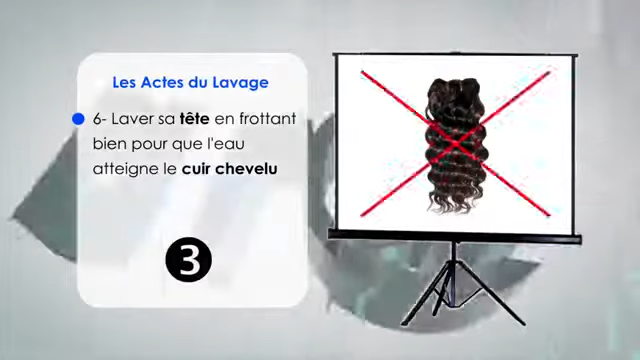 Les Actes du Lavage
6- Laver sa tête en frottant
bien pour que l'eau
atteigne le cuir chevelu
3